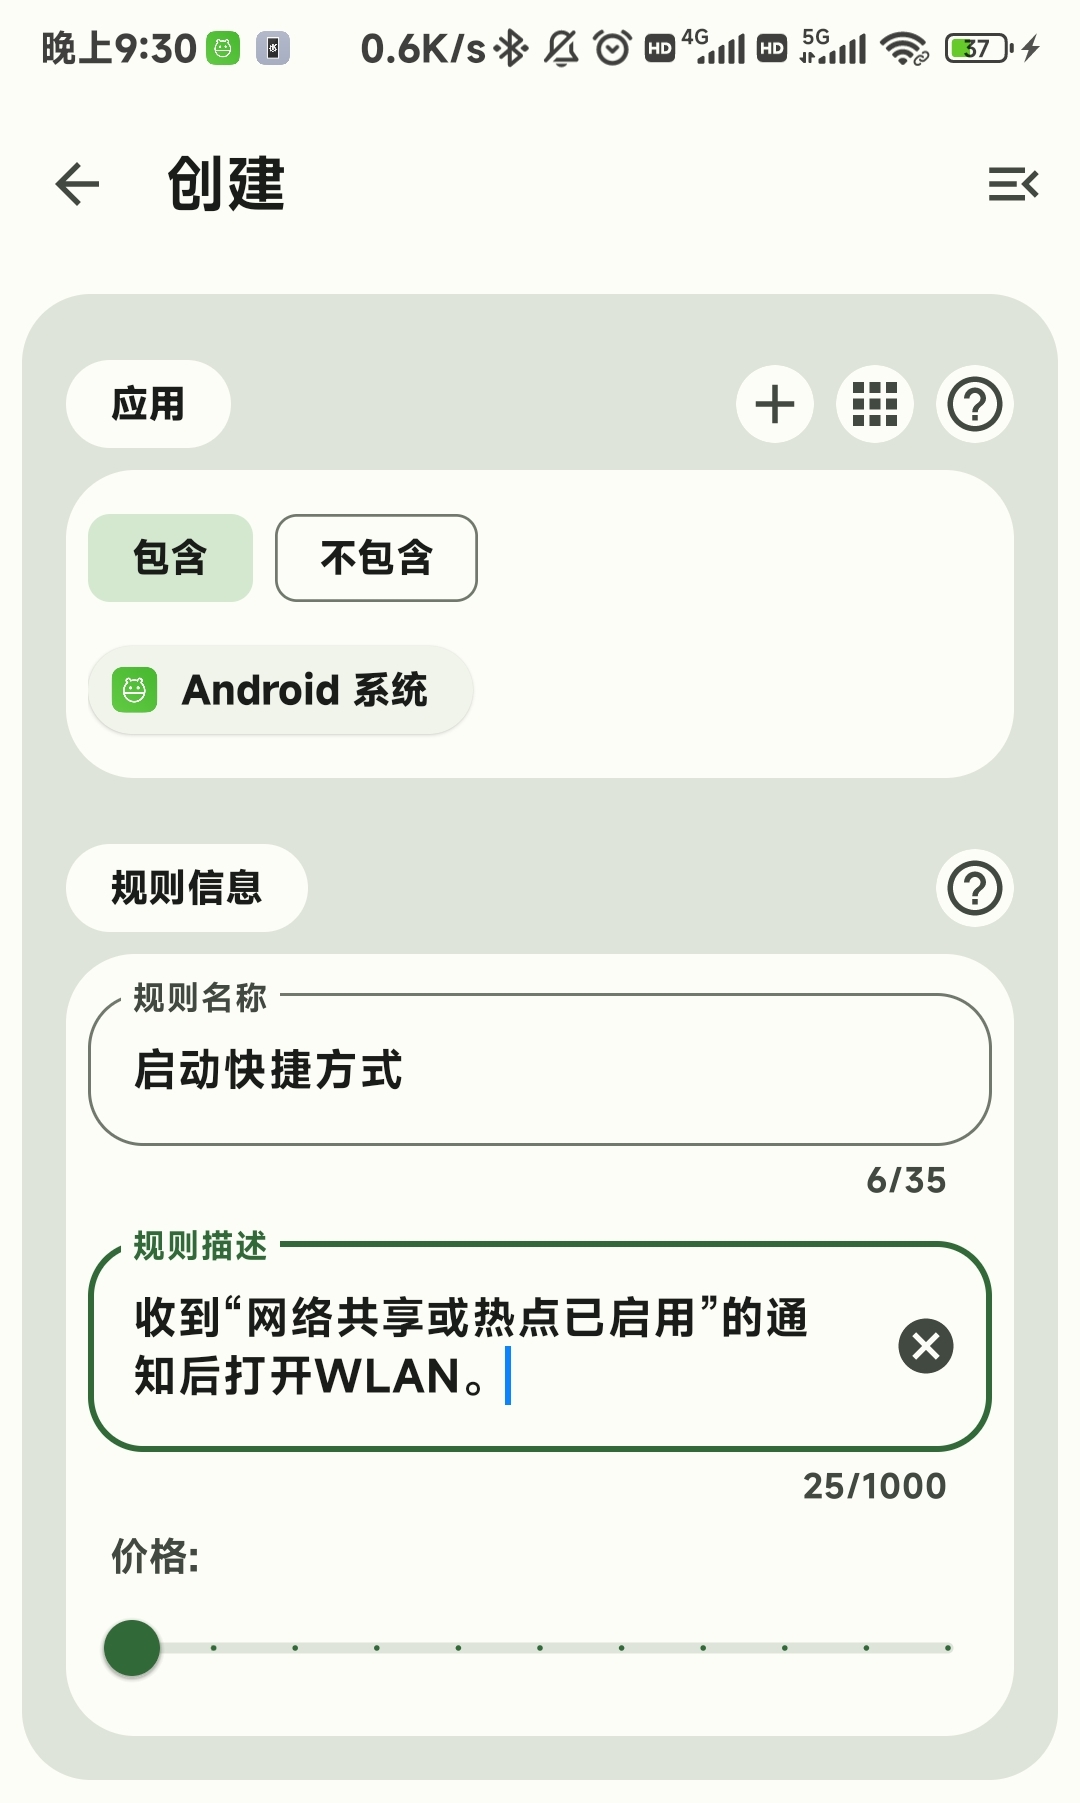 晚上9:30 0.6K/s HD 4G HD 5G 37
创建
应用
包含 不包含
Android 系统
规则信息
规则名称
启动快捷方式
6/35
规则描述
收到“网络共享或热点已启用”的通
知后打开WLAN。
25/1000
价格: